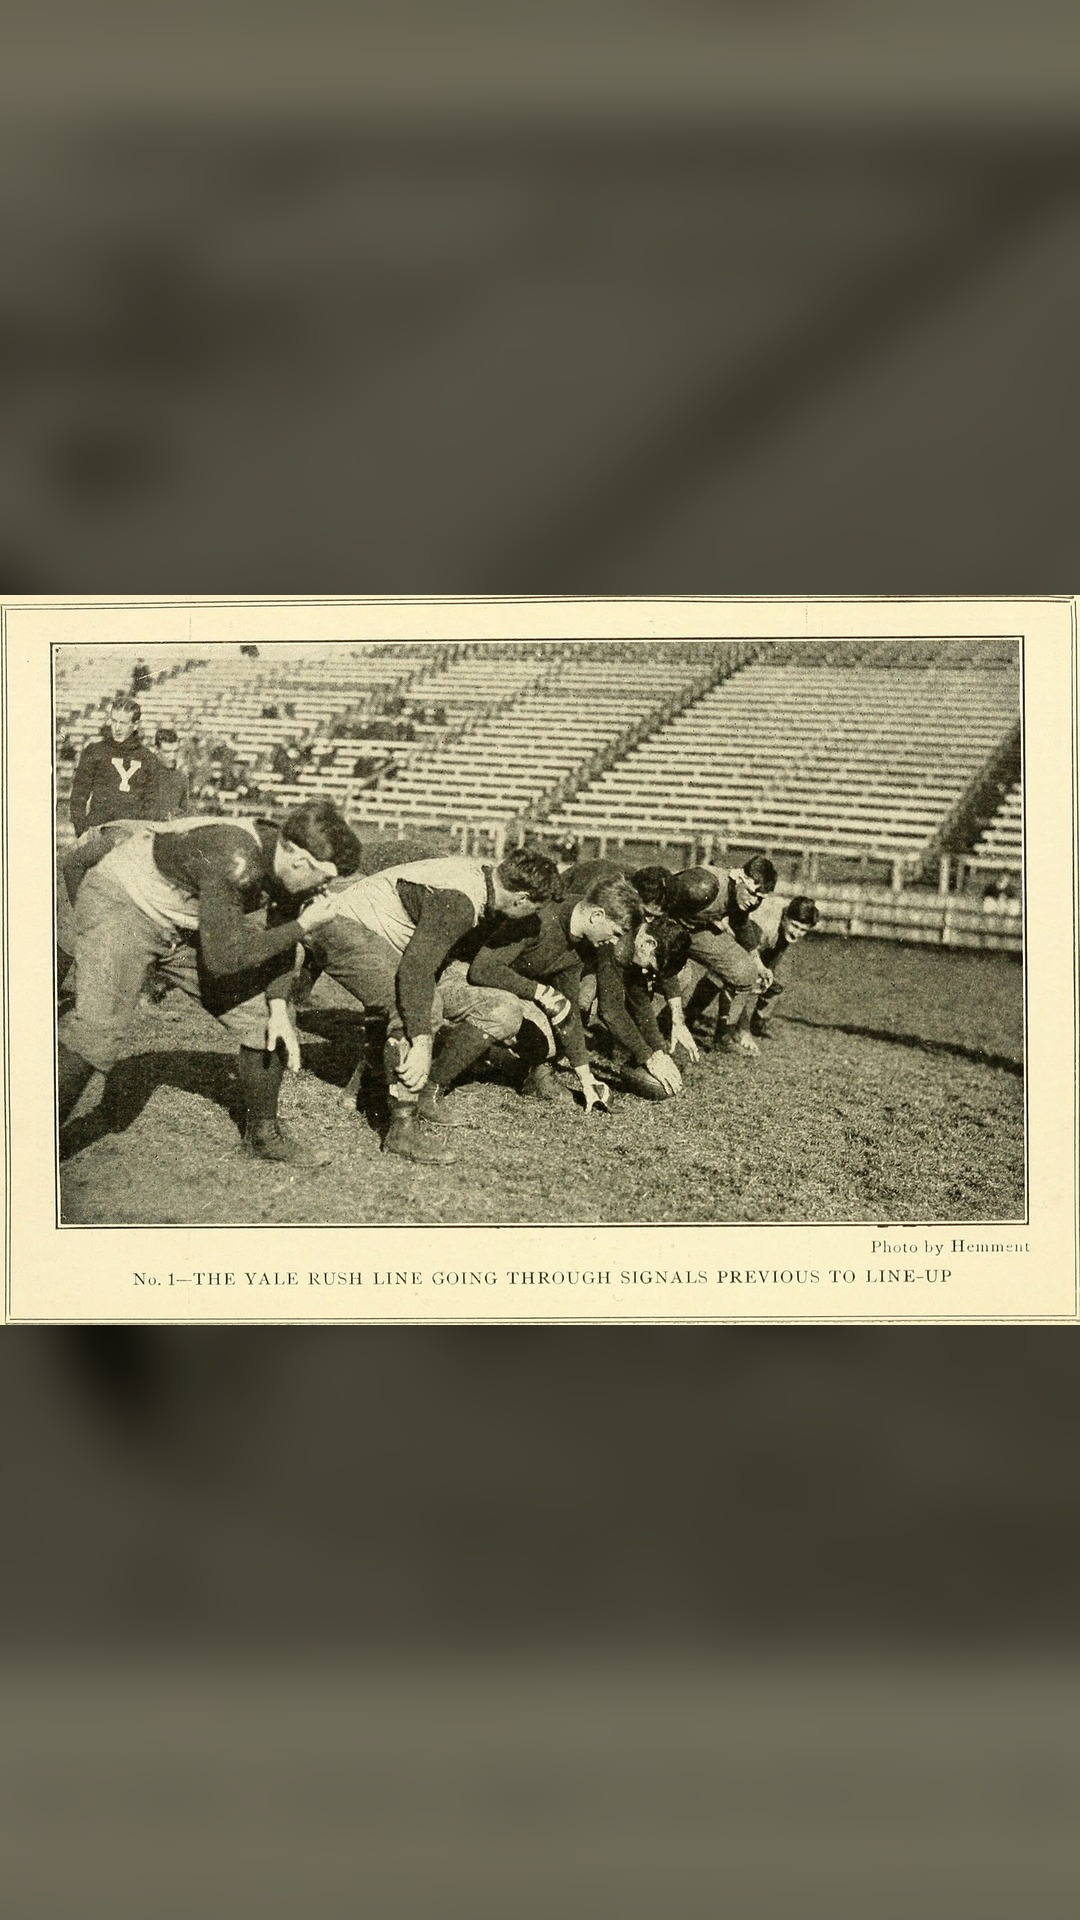 Y
Photo by Hemment
No. 1—THE YALE RUSH LINE GOING THROUGH SIGNALS PREVIOUS TO LINE-UP